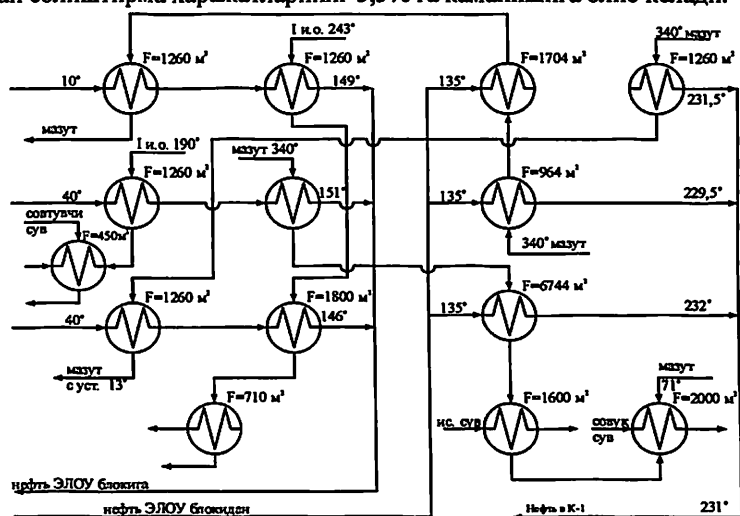 I и.о. 243° 340° мазут
F=1260 м² F=1260 м² F=1704 м² F=1260 м²
10° 149° 135° 231,5°
мазут
I и.о. 190° мазут 340°
F=1260 м² F=1260 м² F=964 м²
40° 151° 135° 229,5°
совтувчи
сув F=450м² 340° мазут
F=1260 м² F=1800 м² F=6744 м²
40° 146° 135° 232°
мазут
с уст. 13°
мазут
71°
F=710 м² F=1600 м² F=2000 м²
ис. сув совук
сув
нефть ЭЛОУ блокига
нефть ЭЛОУ блокидан Нефть в К-1 231°